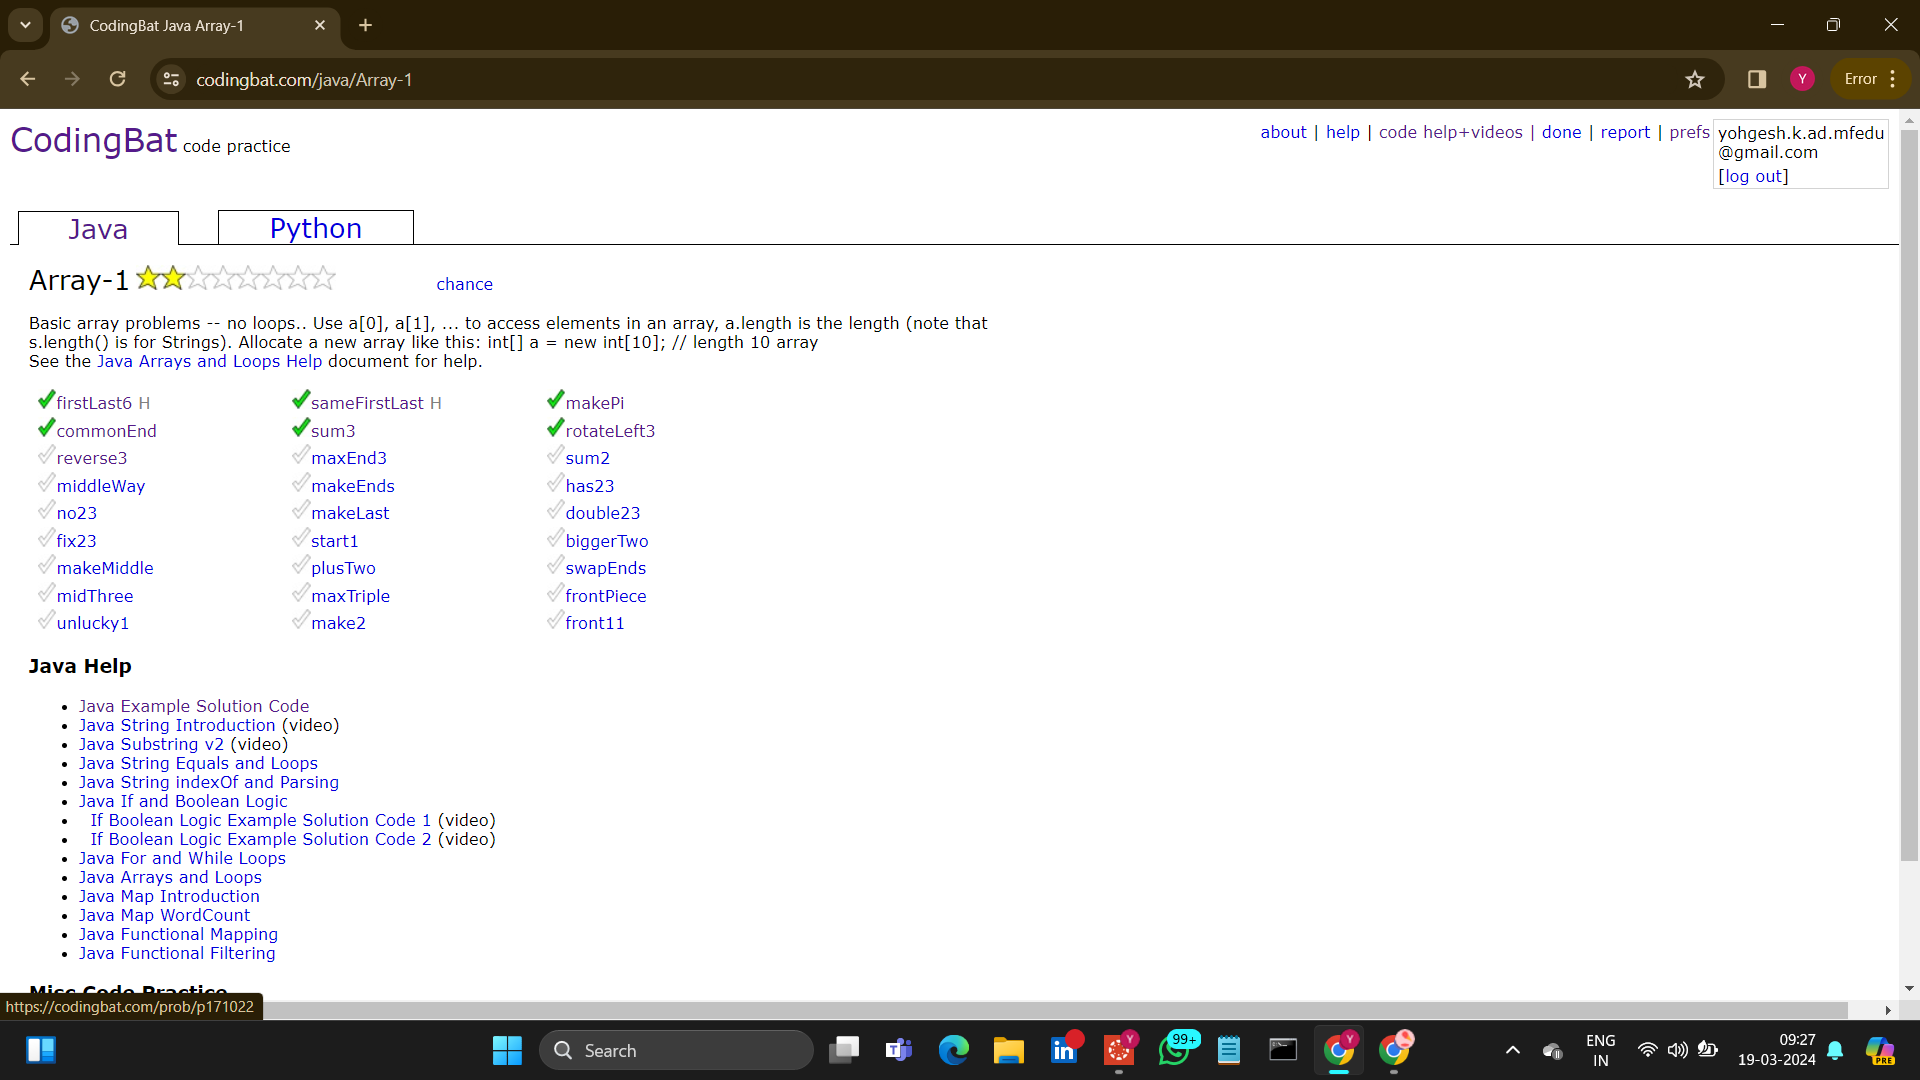 CodingBat Java Array-1
codingbat.com/java/Array-1
Y
Error
CodingBat code practice
about | help | code help+videos | done | report | prefs
yohgesh.k.ad.mfedu
@gmail.com
[log out]
Java
Python
Array-1
chance
Basic array problems -- no loops.. Use a[0], a[1], ... to access elements in an array, a.length is the length (note that
s.length() is for Strings). Allocate a new array like this: int[] a = new int[10]; // length 10 array
See the Java Arrays and Loops Help document for help.
firstLast6 H sameFirstLast H makePi
commonEnd sum3 rotateLeft3
reverse3 maxEnd3 sum2
middleWay makeEnds has23
no23 makeLast double23
fix23 start1 biggerTwo
makeMiddle plusTwo swapEnds
midThree maxTriple frontPiece
unlucky1 make2 front11
Java Help
• Java Example Solution Code
• Java String Introduction (video)
• Java Substring v2 (video)
• Java String Equals and Loops
• Java String indexOf and Parsing
• Java If and Boolean Logic
• If Boolean Logic Example Solution Code 1 (video)
• If Boolean Logic Example Solution Code 2 (video)
• Java For and While Loops
• Java Arrays and Loops
• Java Map Introduction
• Java Map WordCount
• Java Functional Mapping
• Java Functional Filtering
Misc Code Practice
https://codingbat.com/prob/p171022
Search
T
in
Y
99+
Y
ENG
IN
09:27
19-03-2024
PRE